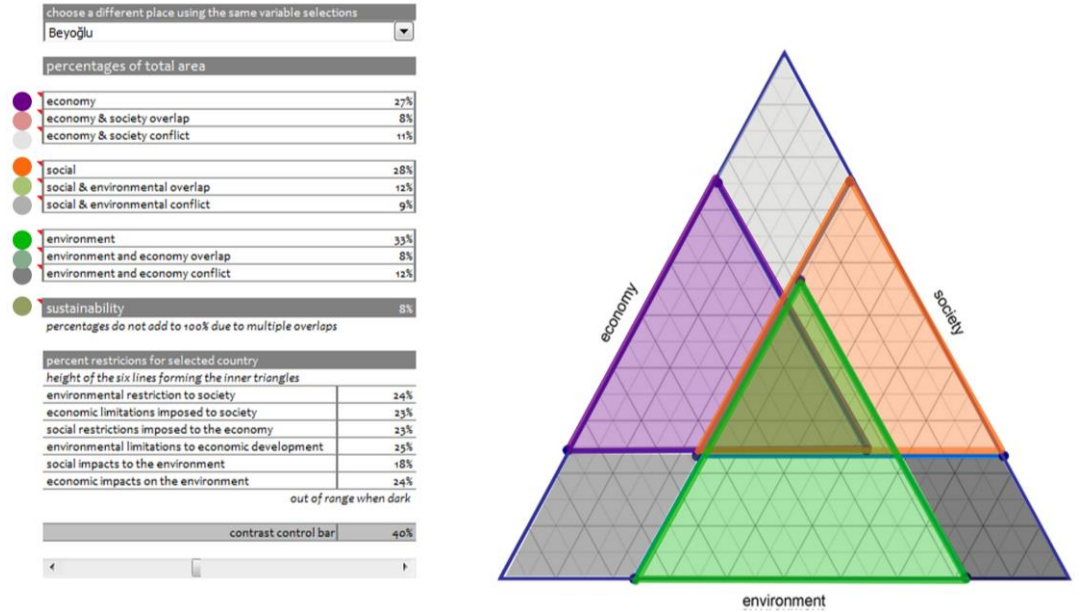 choose a different place using the same variable selections
Beyoğlu
percentages of total area
economy 27%
economy & society overlap 8%
economy & society conflict 11%
social 28%
social & environmental overlap 12%
social & environmental conflict 9%
environment 33%
environment and economy overlap 8%
environment and economy conflict 12%
sustainability 8%
percentages do not add to 100% due to multiple overlaps
percent restricions for selected country
height of the six lines forming the inner triangles
environmental restriction to society 24%
economic limitations imposed to society 23%
social restrictions imposed to the economy 23%
environmental limitations to economic development 25%
social impacts to the environment 18%
economic impacts on the environment 24%
out of range when dark
contrast control bar 40%
economy
society
environment